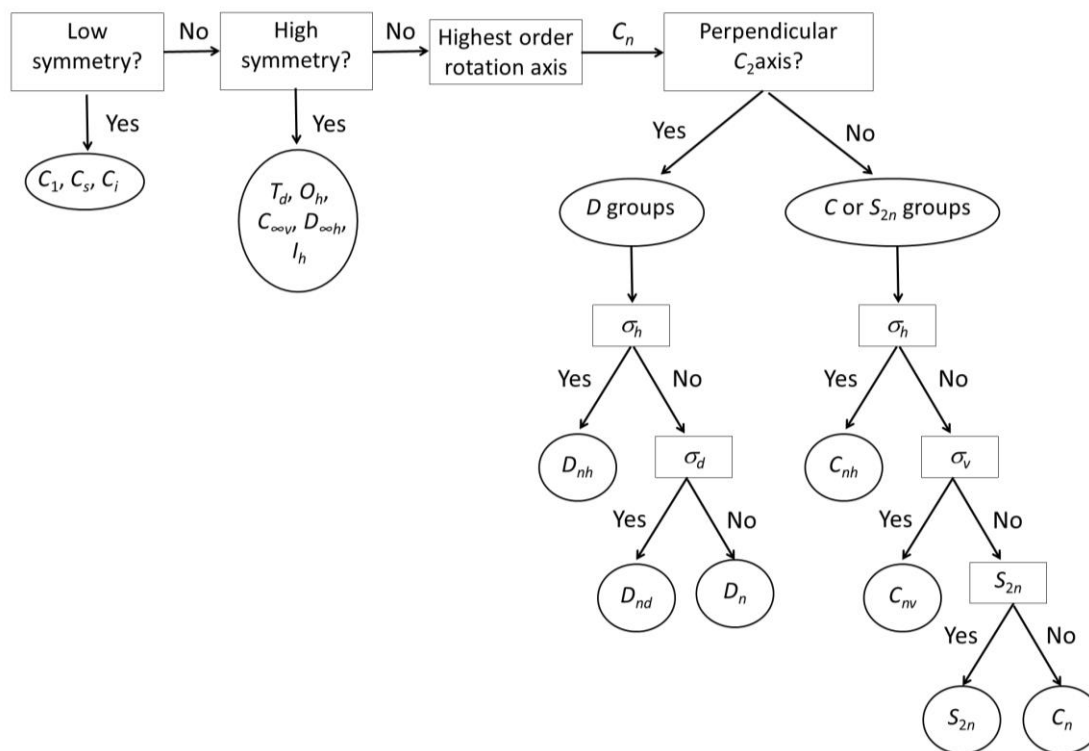 Low
symmetry?
No
High
symmetry?
No
Highest order
rotation axis
Cₙ
Perpendicular
C₂axis?
Yes
Yes
Yes
No
C₁, Cₛ, Cᵢ
T_d, Oₕ,
C∞ᵥ, D∞ₕ,
Iₕ
D groups
C or S₂ₙ groups
σₕ
σₕ
Yes
No
Yes
No
Dₙₕ
σ_d
Cₙₕ
σᵥ
Yes
No
Yes
No
Dₙd
Dₙ
Cₙᵥ
S₂ₙ
Yes
No
S₂ₙ
Cₙ